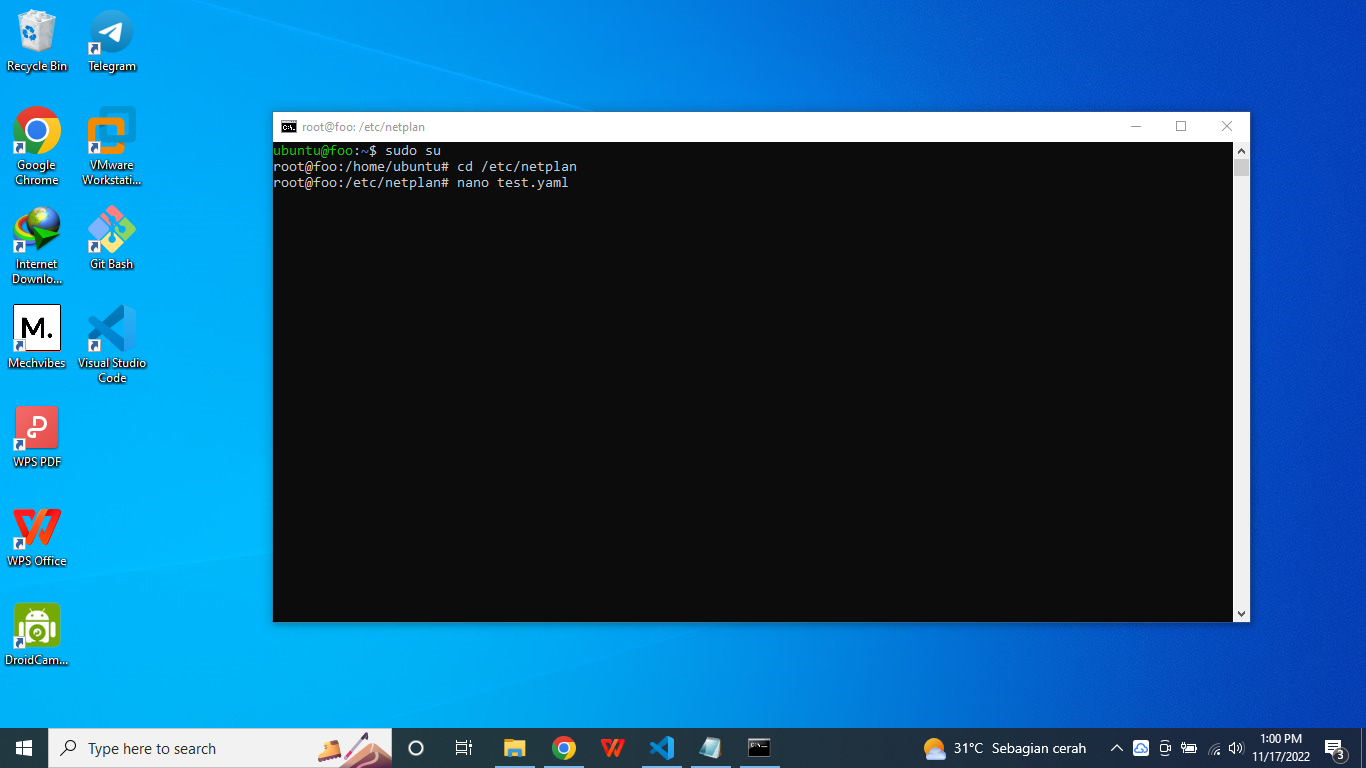 Recycle Bin
Telegram
Google
Chrome
VMware
Workstati...
Internet
Downlo...
Git Bash
M.
Mechvibes
Visual Studio
Code
WPS PDF
WPS Office
DroidCam...
C:\.
root@foo: /etc/netplan
ubuntu@foo:~$ sudo su
root@foo:/home/ubuntu# cd /etc/netplan
root@foo:/etc/netplan# nano test.yaml
Type here to search
31°C Sebagian cerah
1:00 PM
11/17/2022
3